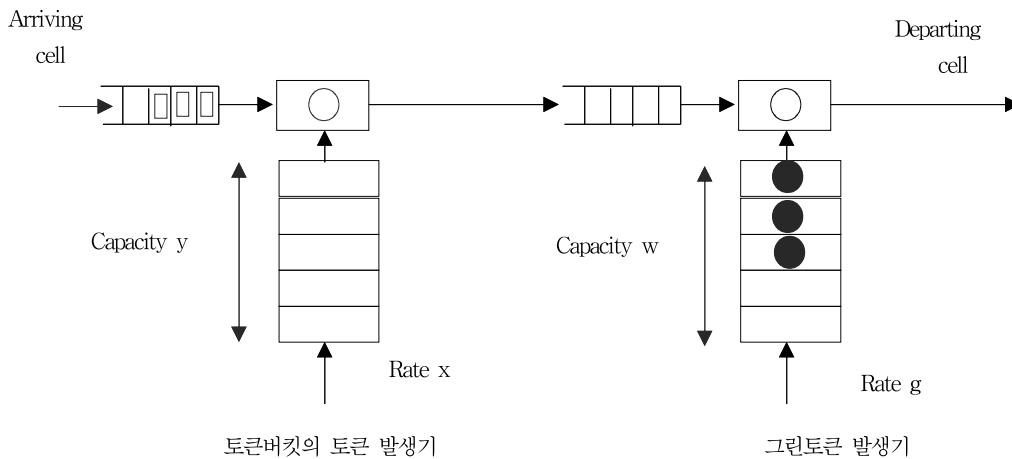 Arriving
cell
Departing
cell
Capacity y
Capacity w
Rate x
Rate g
토큰버킷의 토큰 발생기
그린토큰 발생기